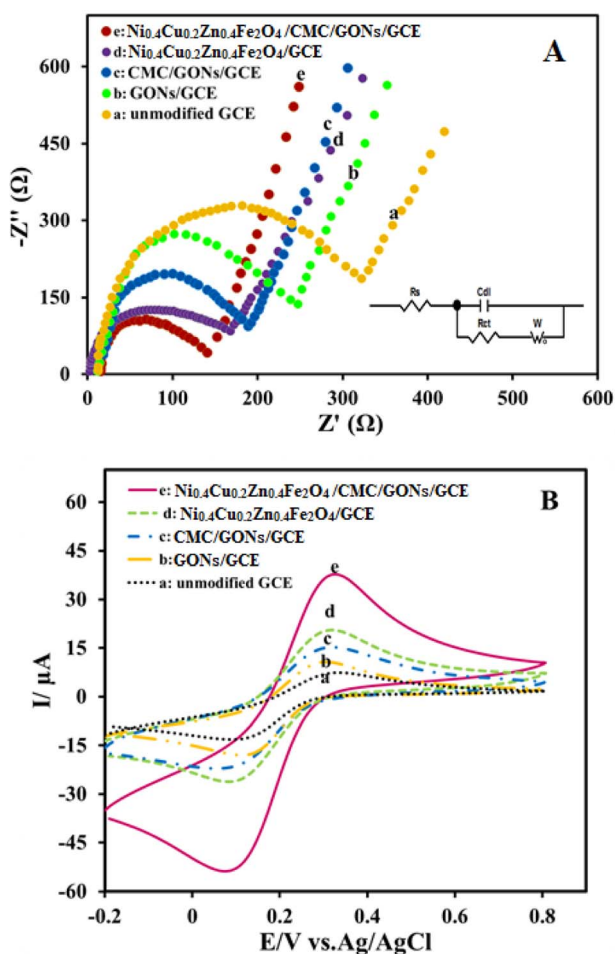 e: Ni0.4Cu0.2Zn0.4Fe2O4 /CMC/GONs/GCE
d: Ni0.4Cu0.2Zn0.4Fe2O4/GCE
c: CMC/GONs/GCE
b: GONs/GCE
a: unmodified GCE
A
600
450
300
150
0
-Z'' (Ω)
e
c
d
b
a
Rs
Cdl
Rct
W
0
100
200
300
400
500
600
Z' (Ω)
B
e: Ni0.4Cu0.2Zn0.4Fe2O4 /CMC/GONs/GCE
d: Ni0.4Cu0.2Zn0.4Fe2O4/GCE
c: CMC/GONs/GCE
b: GONs/GCE
a: unmodified GCE
60
45
30
15
0
-15
-30
-45
-60
I/ µA
e
d
c
b
a
-0.2
0
0.2
0.4
0.6
0.8
E/V vs.Ag/AgCl